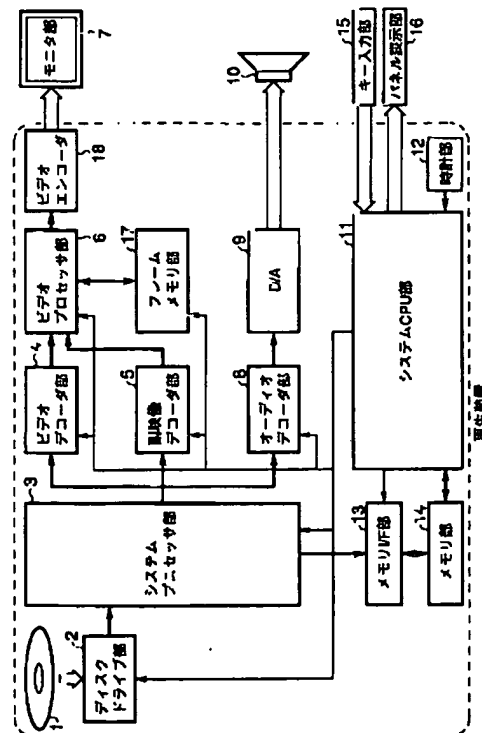 1
2
ディスク
ドライブ部
3
システム
プニセッサ部
4
ビデオ
デコーダ部
5
副映像
デコーダ部
8
オーディオ
デコーダ部
6
ビデオ
プロセッサ部
17
フレーム
メモリ部
9
D/A
18
ビデオ
エンコーダ
7
モニタ部
10
15
キー入力部
16
パネル表示部
12
時計部
11
システムCPU部
13
メモリI/F部
14
メモリ部
再生装置